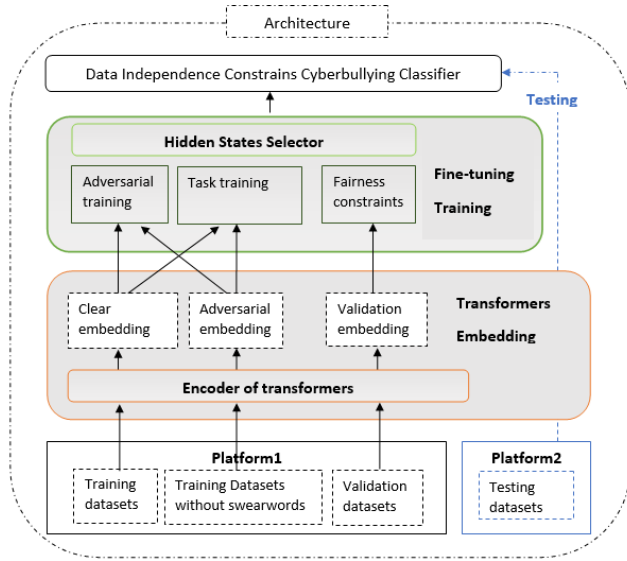 Architecture
Data Independence Constrains Cyberbullying Classifier
Testing
Hidden States Selector
Adversarial
training
Task training
Fairness
constraints
Fine-tuning
Training
Clear
embedding
Adversarial
embedding
Validation
embedding
Transformers
Embedding
Encoder of transformers
Platform1
Training
datasets
Training Datasets
without swearwords
Validation
datasets
Platform2
Testing
datasets